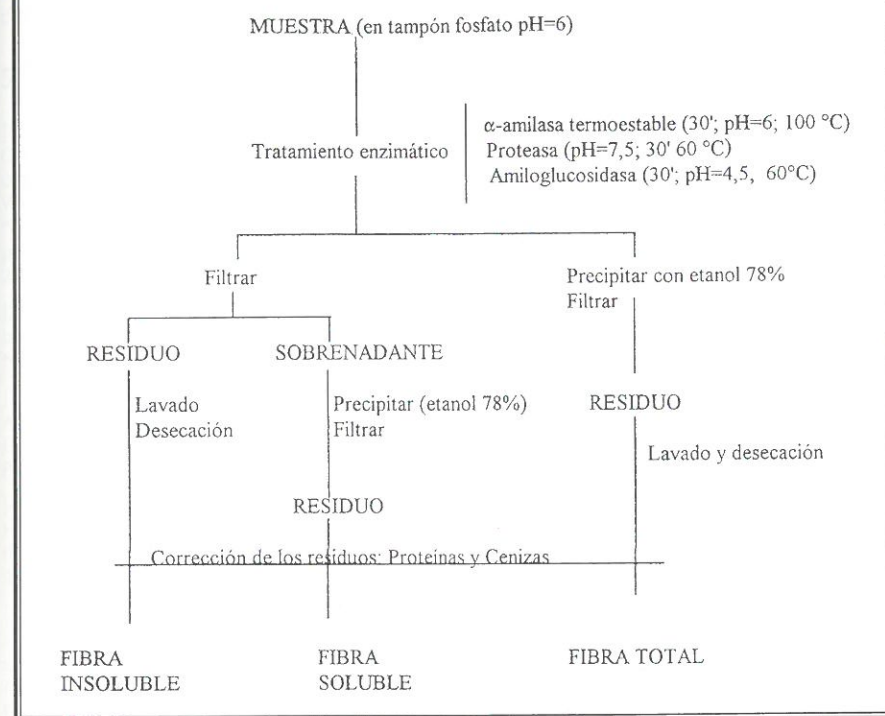 MUESTRA (en tampón fosfato pH=6)
Tratamiento enzimático
α-amilasa termoestable (30'; pH=6; 100 °C)
Proteasa (pH=7,5; 30' 60 °C)
Amiloglucosidasa (30'; pH=4,5, 60°C)
Filtrar
Precipitar con etanol 78%
Filtrar
RESIDUO
SOBRENADANTE
Lavado
Desecación
Precipitar (etanol 78%)
Filtrar
RESIDUO
Lavado y desecación
RESIDUO
Corrección de los residuos: Proteínas y Cenizas
FIBRA
INSOLUBLE
FIBRA
SOLUBLE
FIBRA TOTAL